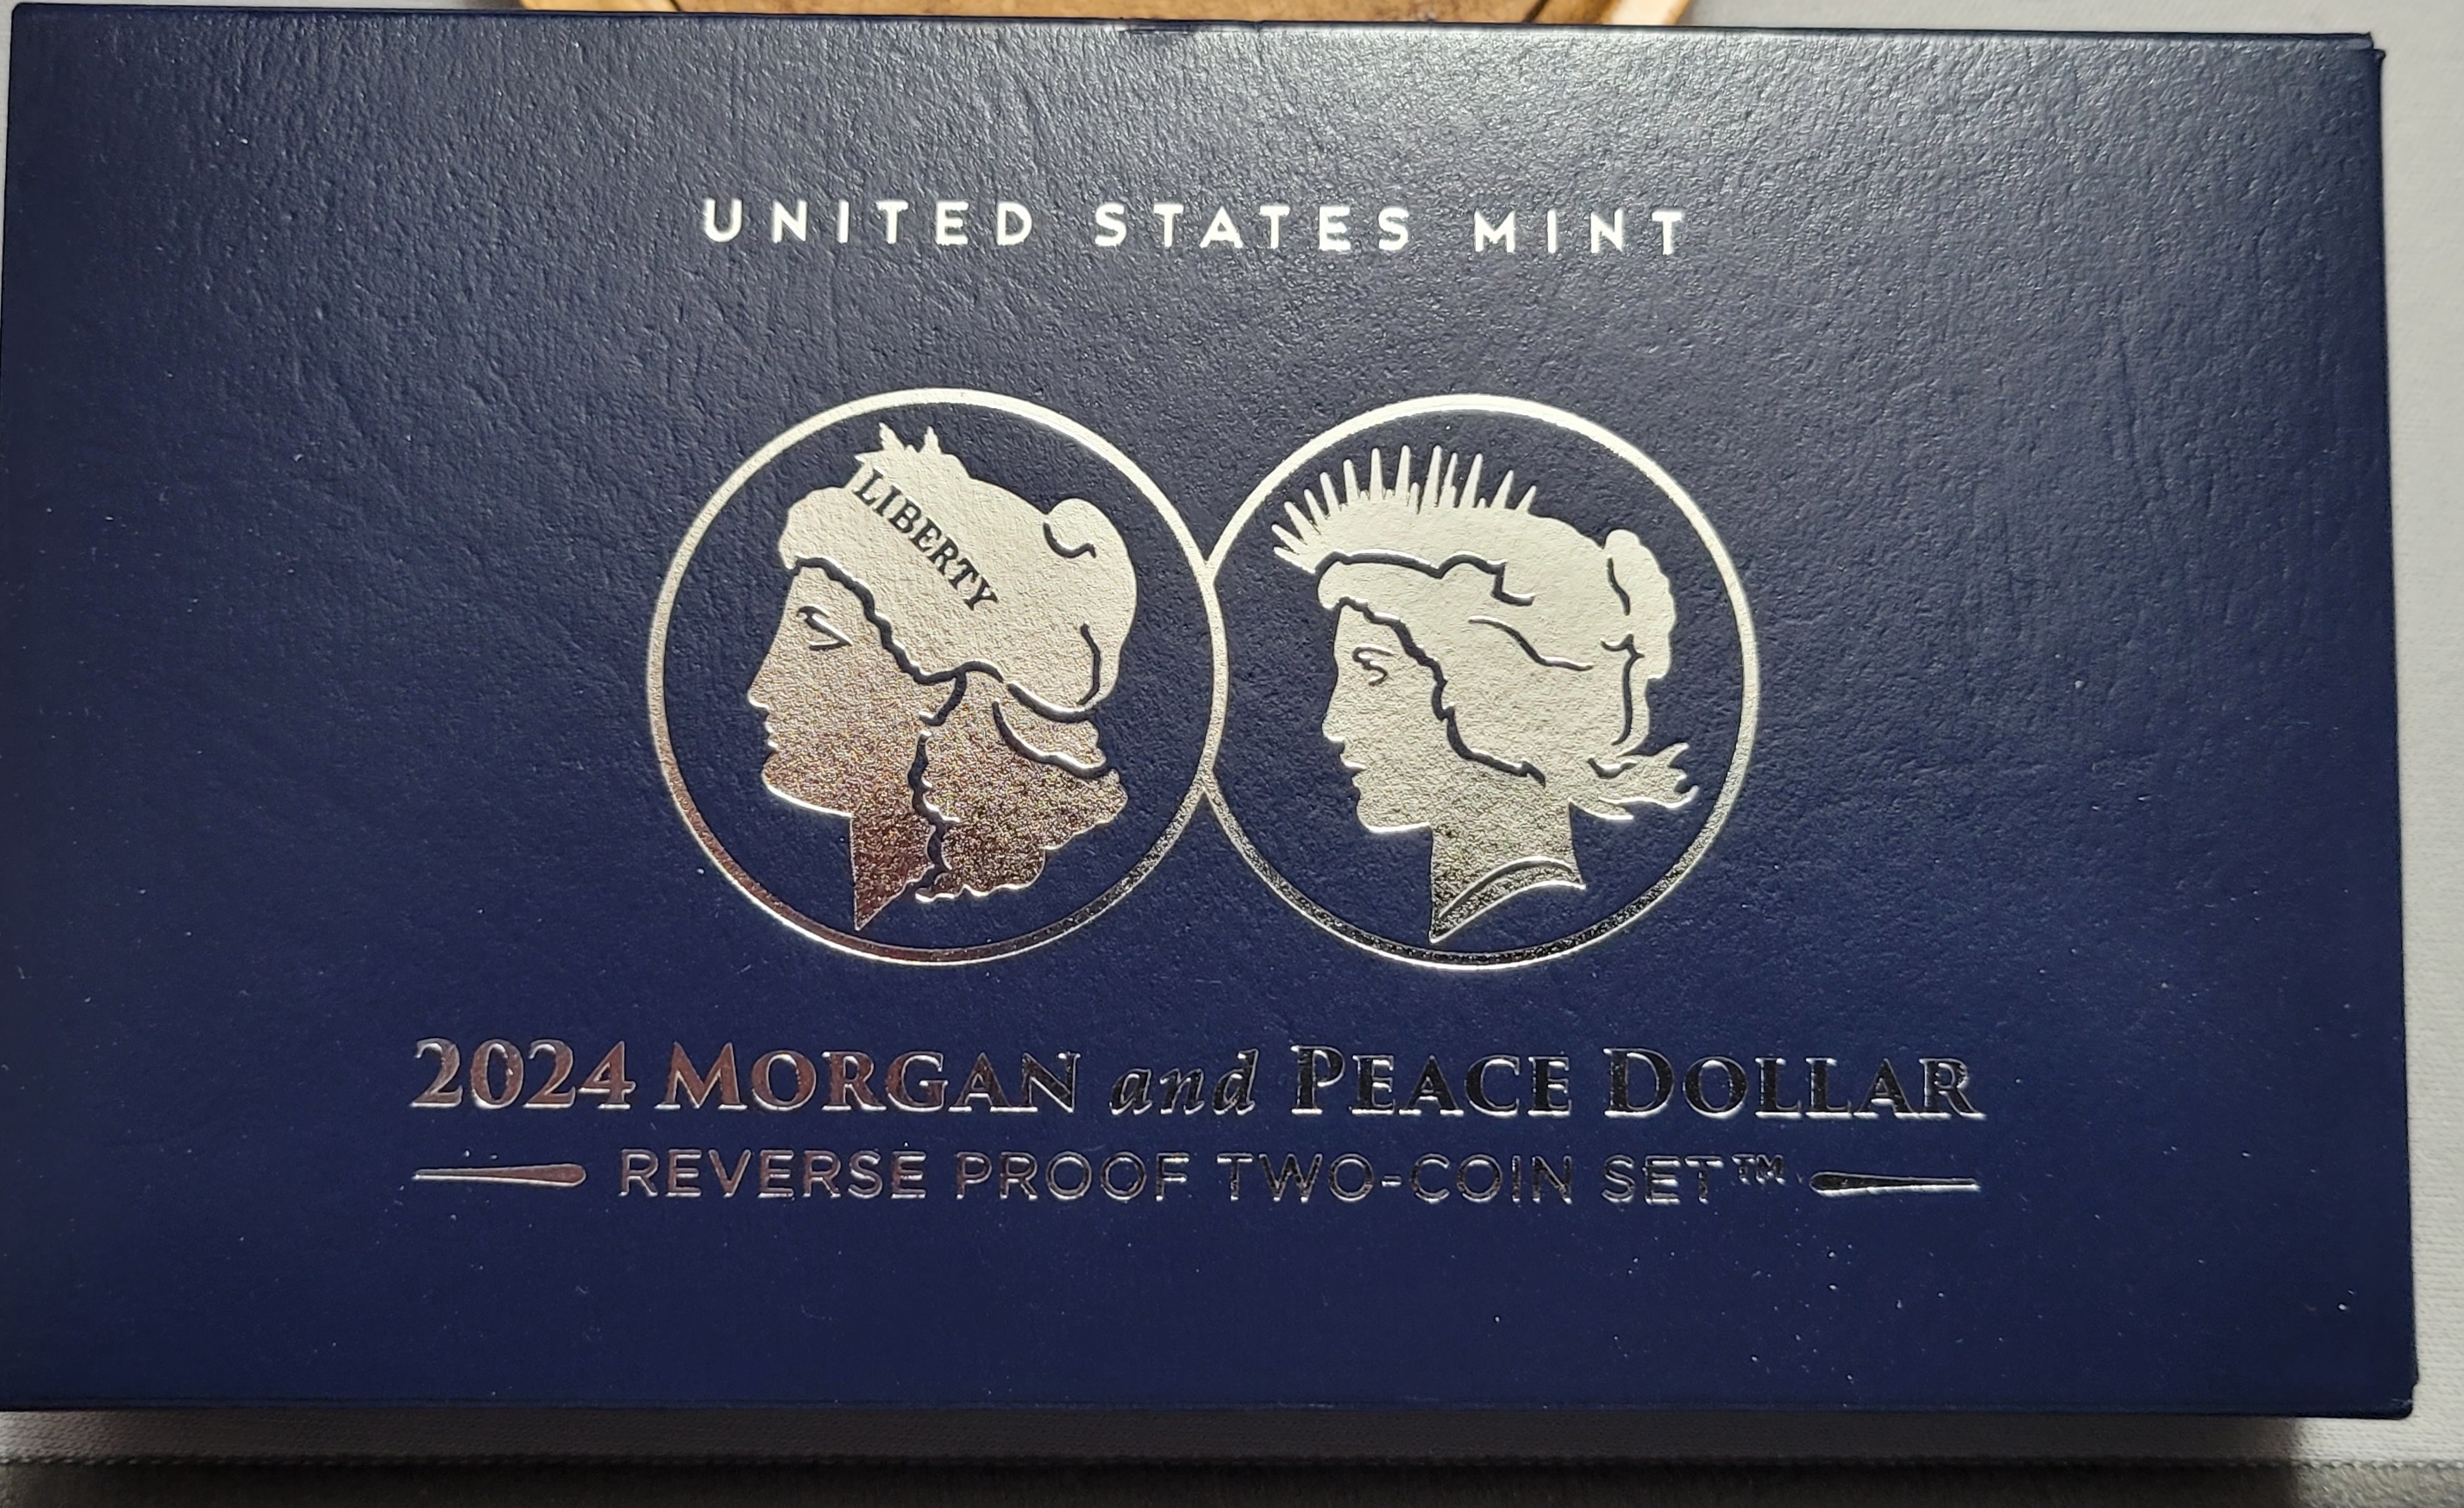 UNITED STATES MINT
LIBERTY
2024 MORGAN and PEACE DOLLAR
REVERSE PROOF TWO-COIN SET™